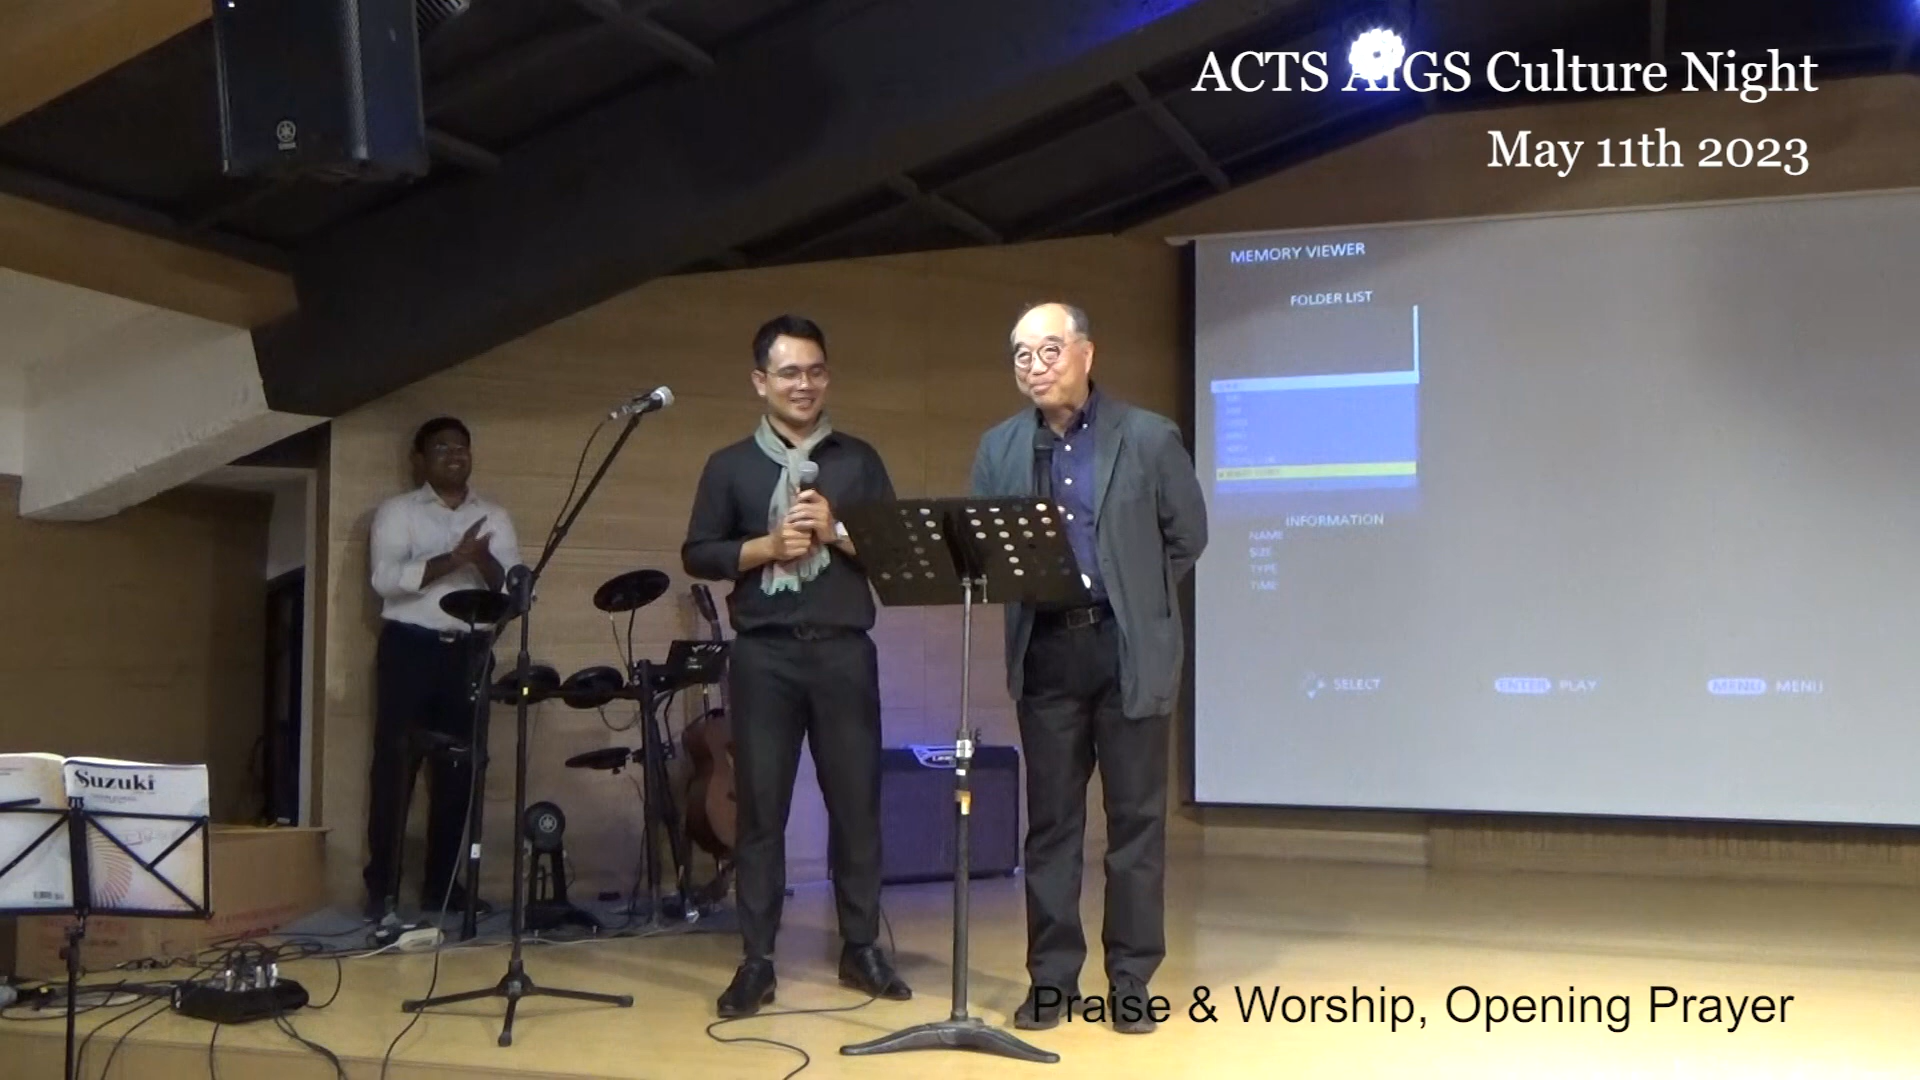 ACTS AIGS Culture Night
May 11th 2023
MEMORY VIEWER
FOLDER LIST
INFORMATION
NAME
SIZE
TYPE
TIME
SELECT
ENTER PLAY
MENU MENU
Suzuki
Praise & Worship, Opening Prayer